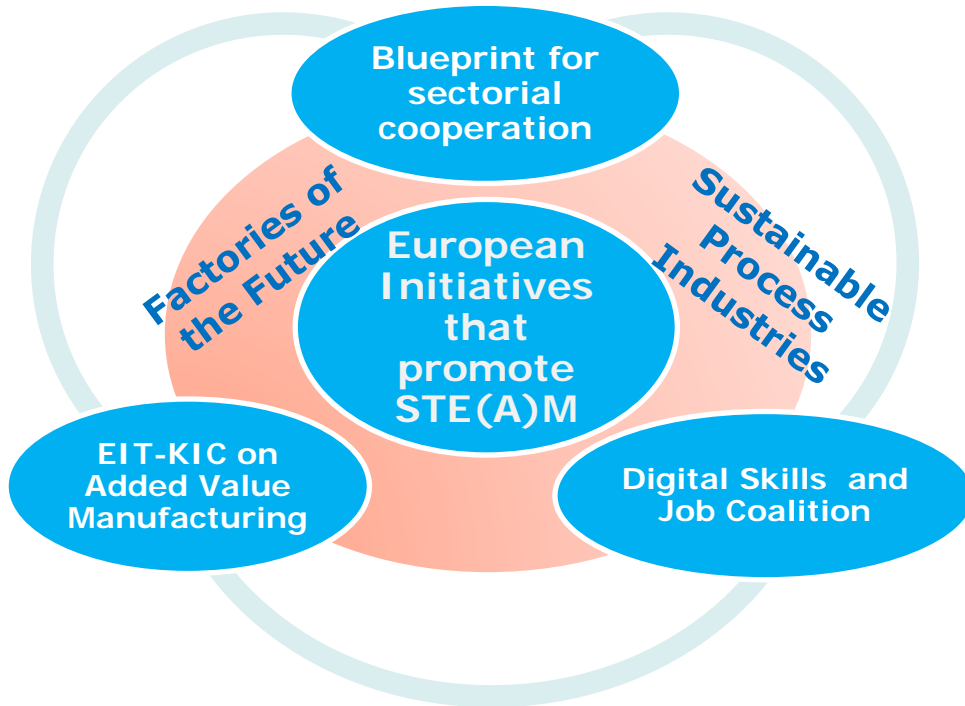 Blueprint for
sectorial
cooperation
Factories of
the Future
Sustainable
Process
Industries
European
Initiatives
that
promote
STE(A)M
EIT-KIC on
Added Value
Manufacturing
Digital Skills and
Job Coalition